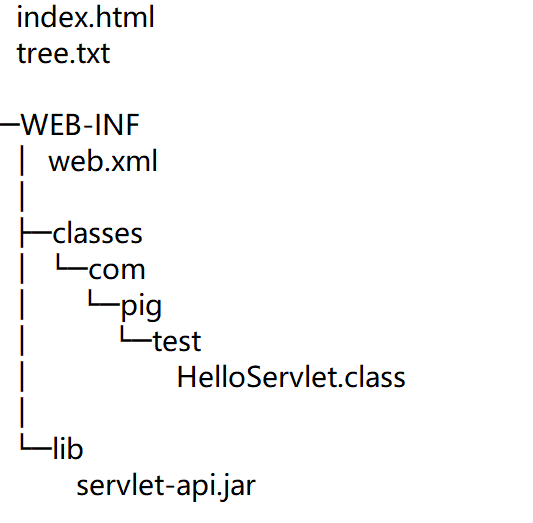 index.html
tree.txt
─WEB-INF
│ web.xml
│
├─classes
│ └─com
│ └─pig
│ └─test
│ HelloServlet.class
│
└─lib
servlet-api.jar